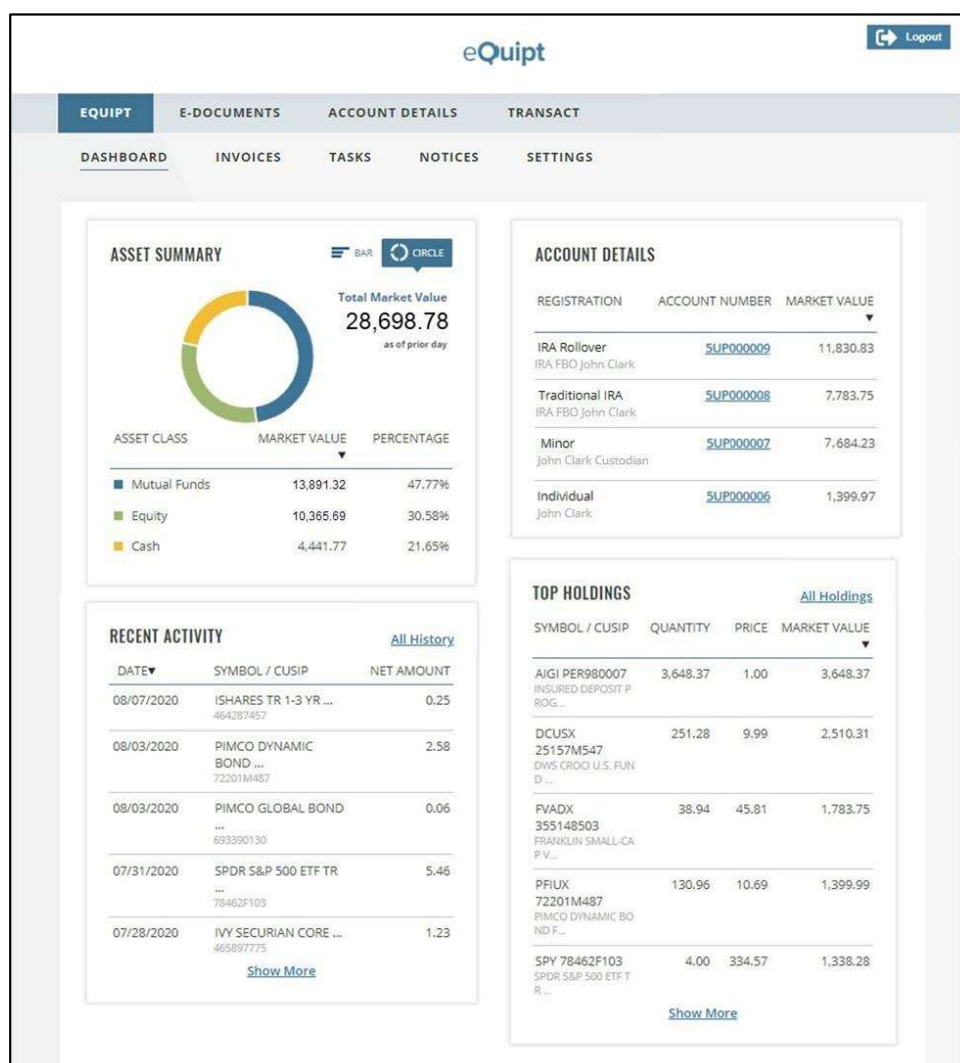 eQuipt
Logout
EQUIPT E-DOCUMENTS ACCOUNT DETAILS TRANSACT
DASHBOARD INVOICES TASKS NOTICES SETTINGS
ASSET SUMMARY
BAR CIRCLE
Total Market Value
28,698.78
as of prior day
ASSET CLASS MARKET VALUE ▼ PERCENTAGE
Mutual Funds 13,891.32 47.77%
Equity 10,365.69 30.58%
Cash 4,441.77 21.65%
ACCOUNT DETAILS
REGISTRATION ACCOUNT NUMBER MARKET VALUE ▼
IRA Rollover 5UP000009 11,830.83
IRA FBO John Clark
Traditional IRA 5UP000008 7,783.75
IRA FBO John Clark
Minor 5UP000007 7,684.23
John Clark Custodian
Individual 5UP000006 1,399.97
John Clark
RECENT ACTIVITY All History
DATE▼ SYMBOL / CUSIP NET AMOUNT
08/07/2020 ISHARES TR 1-3 YR ... 0.25
464287457
08/03/2020 PIMCO DYNAMIC 2.58
BOND ...
72201M487
08/03/2020 PIMCO GLOBAL BOND 0.06
...
693390130
07/31/2020 SPDR S&P 500 ETF TR 5.46
...
78462F103
07/28/2020 IVY SECURIAN CORE ... 1.23
465897775
Show More
TOP HOLDINGS All Holdings
SYMBOL / CUSIP QUANTITY PRICE MARKET VALUE ▼
AIGI PER980007 3,648.37 1.00 3,648.37
INSURED DEPOSIT P
ROG...
DCUSX 251.28 9.99 2,510.31
25157M547
DWS CROCI U.S. FUN
D ...
FVADX 38.94 45.81 1,783.75
355148503
FRANKLIN SMALL-CA
P V...
PFIUX 130.96 10.69 1,399.99
72201M487
PIMCO DYNAMIC BO
ND F...
SPY 78462F103 4.00 334.57 1,338.28
SPDR S&P 500 ETF T
R ...
Show More